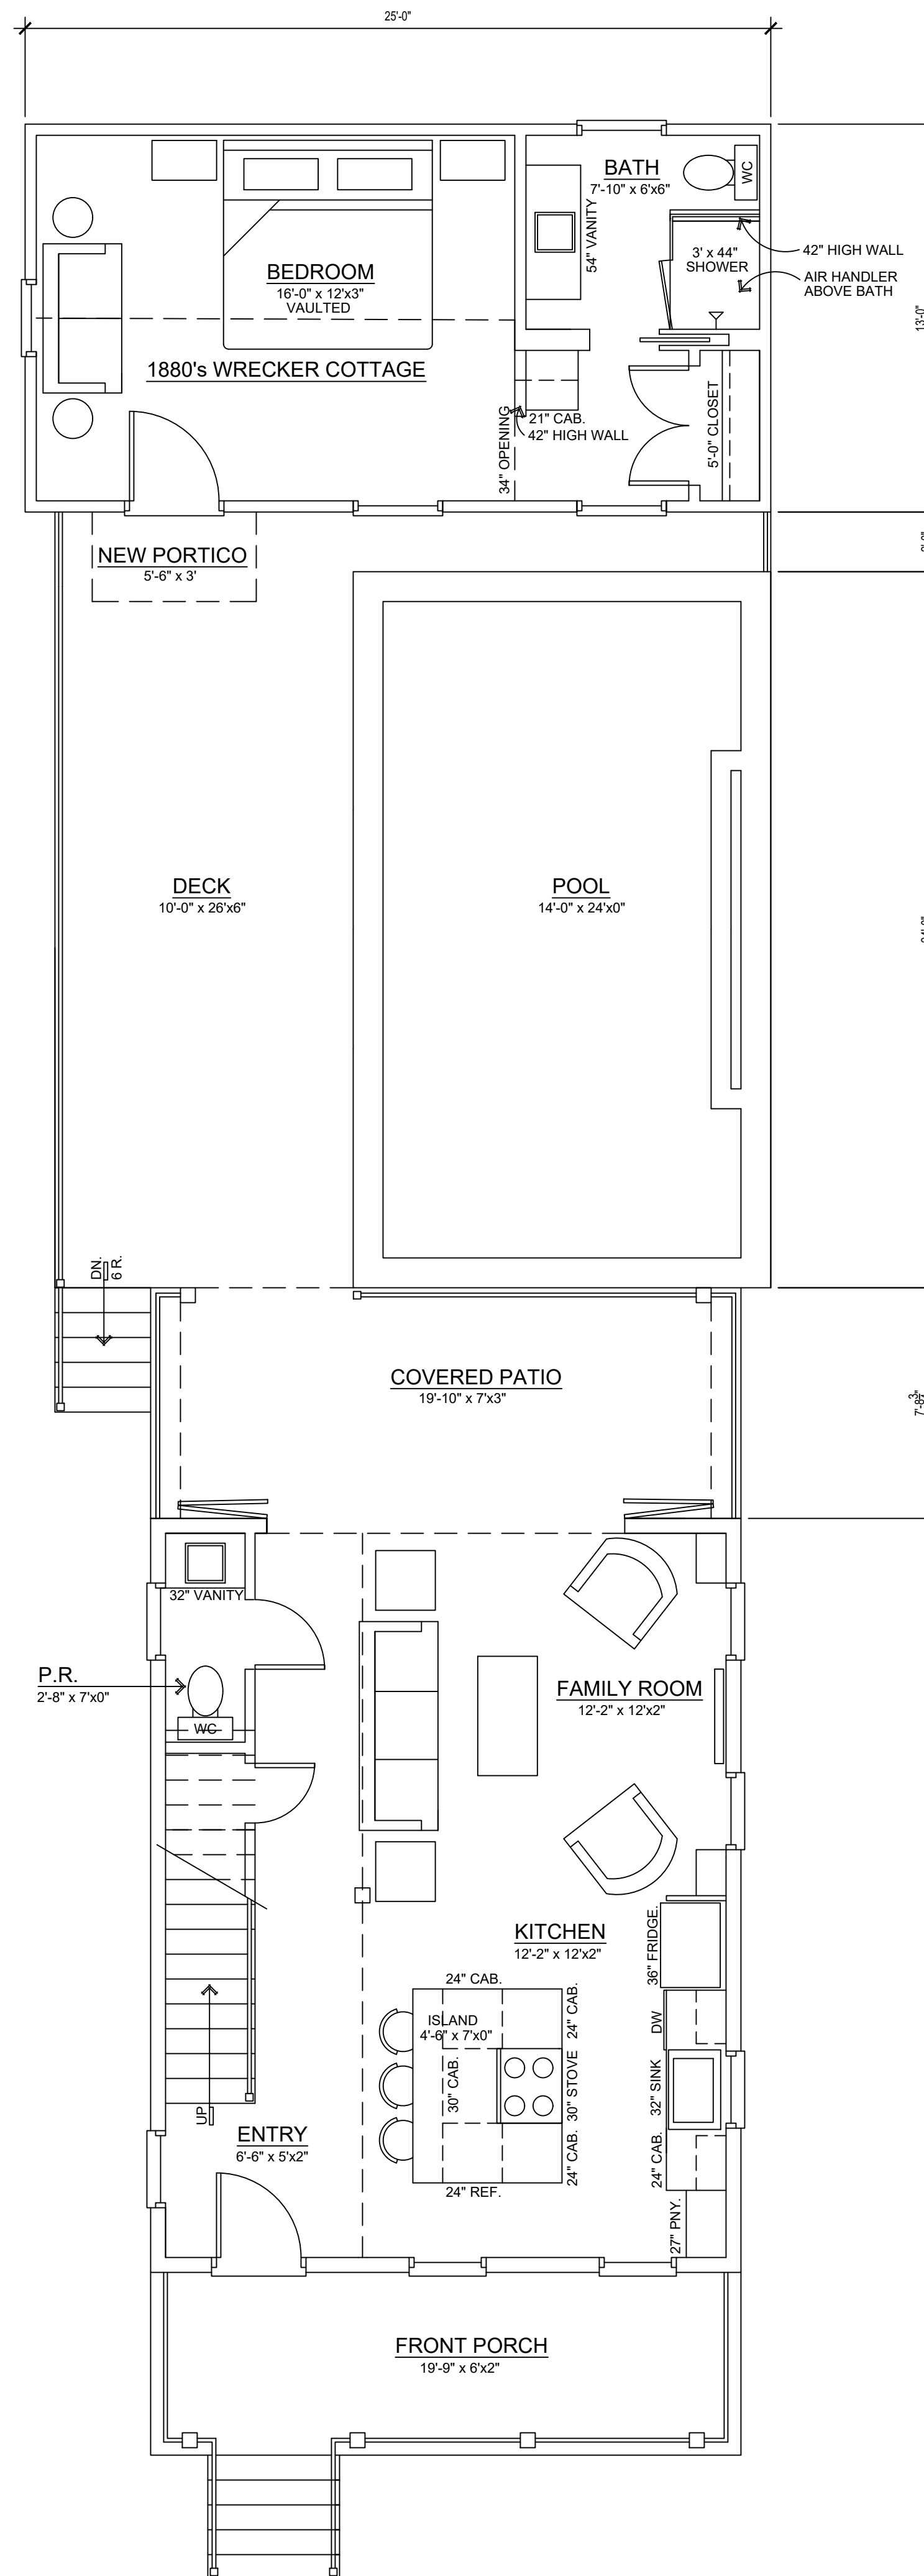 25'-0"
BATH
7'-10" x 6'x6"
WC
54" VANITY
3' x 44"
SHOWER
42" HIGH WALL
AIR HANDLER
ABOVE BATH
13'-0"
BEDROOM
16'-0" x 12'x3"
VAULTED
1880's WRECKER COTTAGE
34" OPENING
21" CAB.
42" HIGH WALL
5'-0" CLOSET
NEW PORTICO
5'-6" x 3'
DECK
10'-0" x 26'x6"
POOL
14'-0" x 24'x0"
DN.
6 R.
COVERED PATIO
19'-10" x 7'x3"
32" VANITY
P.R.
2'-8" x 7'x0"
WC
FAMILY ROOM
12'-2" x 12'x2"
KITCHEN
12'-2" x 12'x2"
36" FRIDGE.
24" CAB.
ISLAND
4'-6" x 7'x0"
24" CAB.
DW
30" CAB.
30" STOVE
32" SINK
UP
ENTRY
6'-6" x 5'x2"
24" CAB.
24" CAB.
24" REF.
27" PNY.
FRONT PORCH
19'-9" x 6'x2"